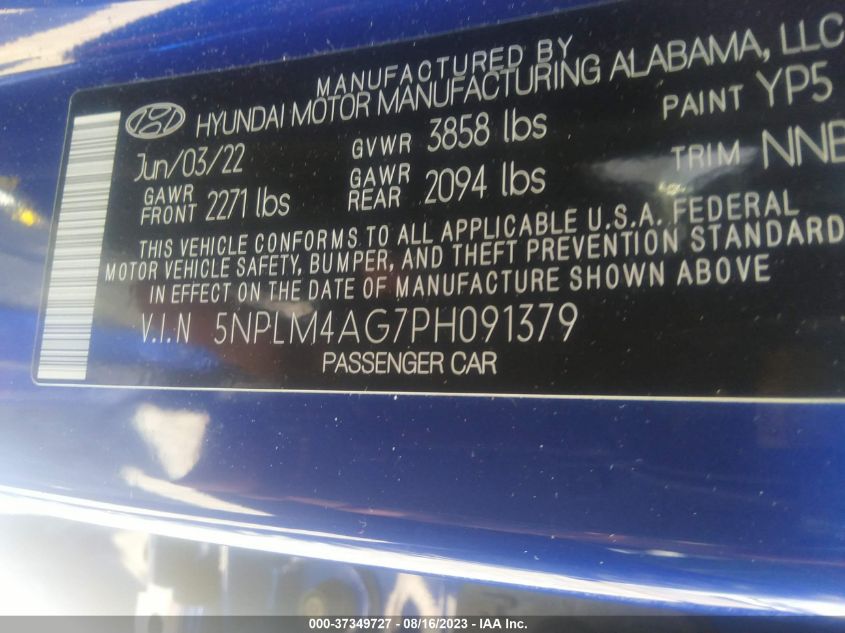 MANUFACTURED BY
HYUNDAI MOTOR MANUFACTURING ALABAMA, LLC
Jun/03/22 GVWR 3858 lbs PAINT YP5
GAWR FRONT 2271 lbs GAWR REAR 2094 lbs TRIM NNB
THIS VEHICLE CONFORMS TO ALL APPLICABLE U.S.A. FEDERAL
MOTOR VEHICLE SAFETY, BUMPER, AND THEFT PREVENTION STANDARD
IN EFFECT ON THE DATE OF MANUFACTURE SHOWN ABOVE
V.I.N 5NPLM4AG7PH091379
PASSENGER CAR
000-37349727 - 08/16/2023 - IAA Inc.